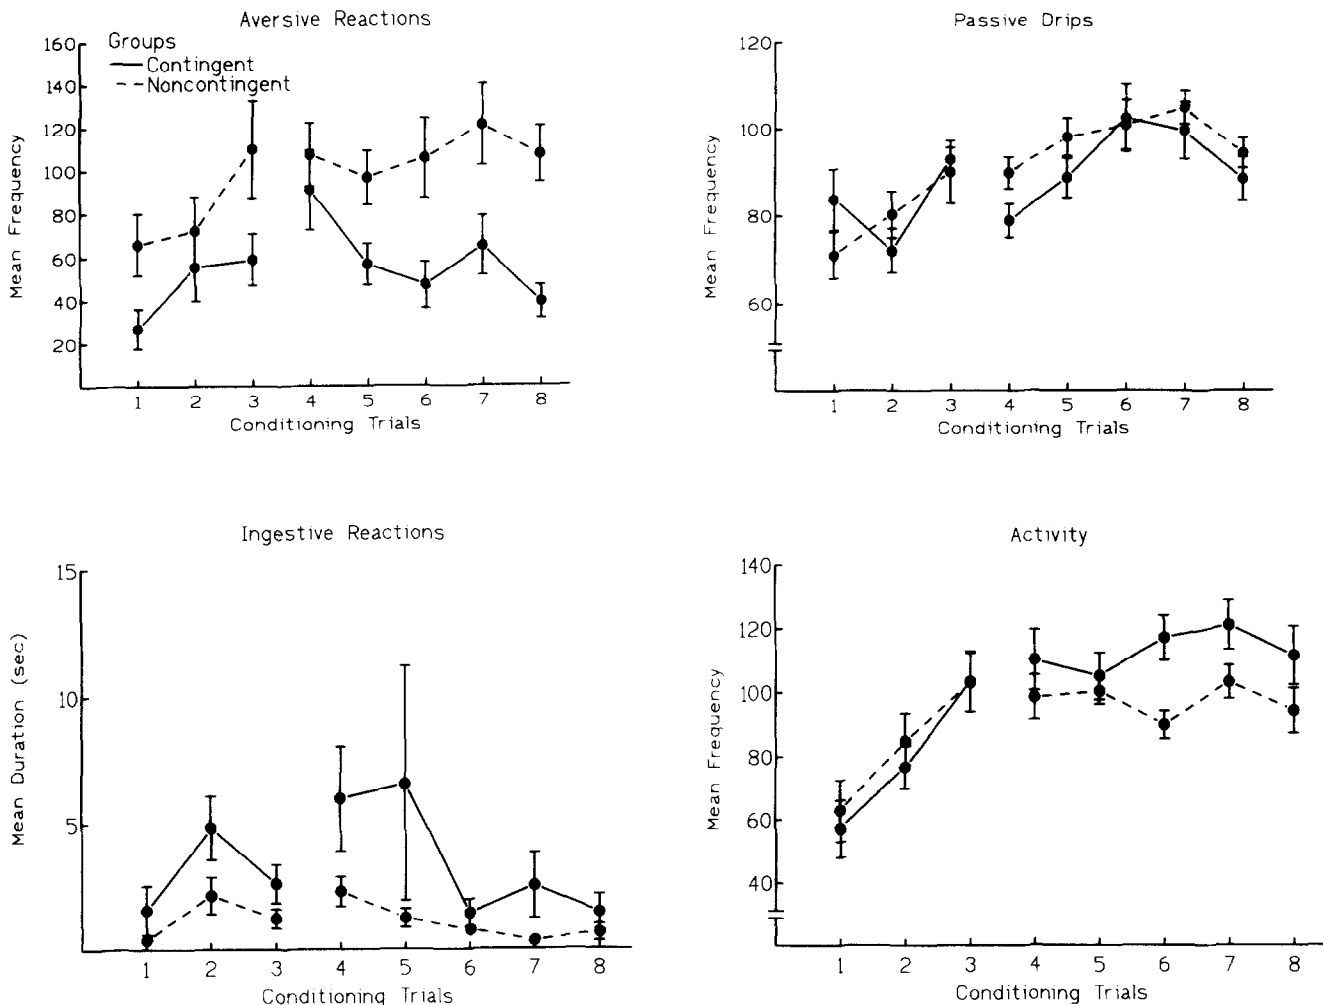 Aversive Reactions
Groups
Contingent
Noncontingent
Mean Frequency
160
140
120
100
80
60
40
20
1 2 3 4 5 6 7 8
Conditioning Trials
Passive Drips
Mean Frequency
120
100
80
60
1 2 3 4 5 6 7 8
Conditioning Trials
Ingestive Reactions
Mean Duration (sec)
15
10
5
1 2 3 4 5 6 7 8
Conditioning Trials
Activity
Mean Frequency
140
120
100
80
60
40
1 2 3 4 5 6 7 8
Conditioning Trials